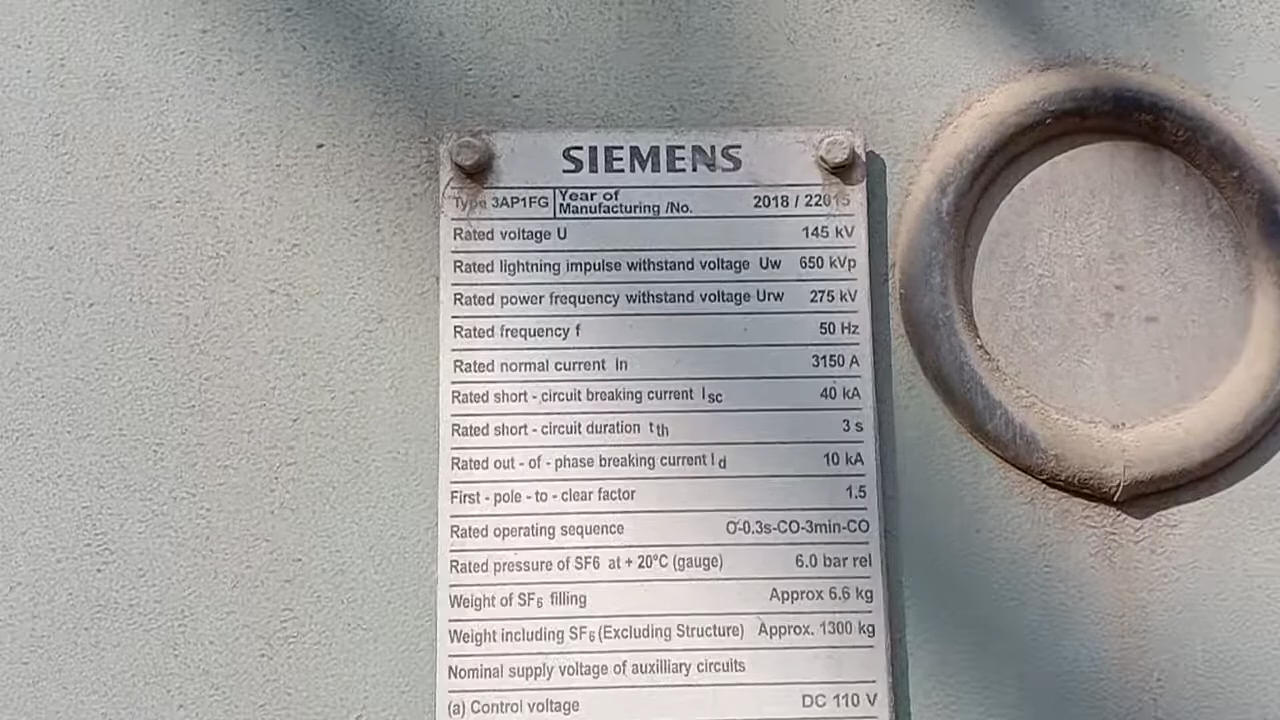 SIEMENS
Type 3AP1FG Year of Manufacturing /No. 2018 / 22015
Rated voltage U 145 kV
Rated lightning impulse withstand voltage Uw 650 kVp
Rated power frequency withstand voltage Urw 275 kV
Rated frequency f 50 Hz
Rated normal current In 3150 A
Rated short - circuit breaking current Isc 40 kA
Rated short - circuit duration tth 3 s
Rated out - of - phase breaking current Id 10 kA
First - pole - to - clear factor 1.5
Rated operating sequence O-0.3s-CO-3min-CO
Rated pressure of SF6 at + 20°C (gauge) 6.0 bar rel
Weight of SF6 filling Approx 6.6 kg
Weight including SF6 (Excluding Structure) Approx. 1300 kg
Nominal supply voltage of auxilliary circuits
(a) Control voltage DC 110 V